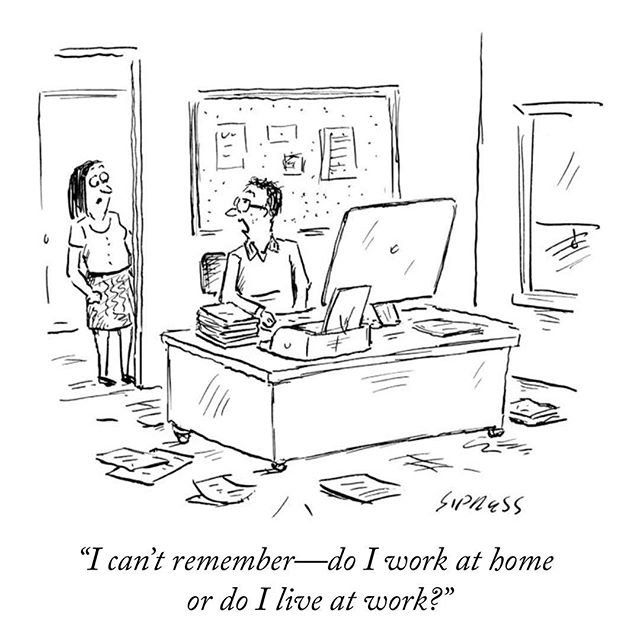 SIPRESS
“I can’t remember—do I work at home
or do I live at work?”